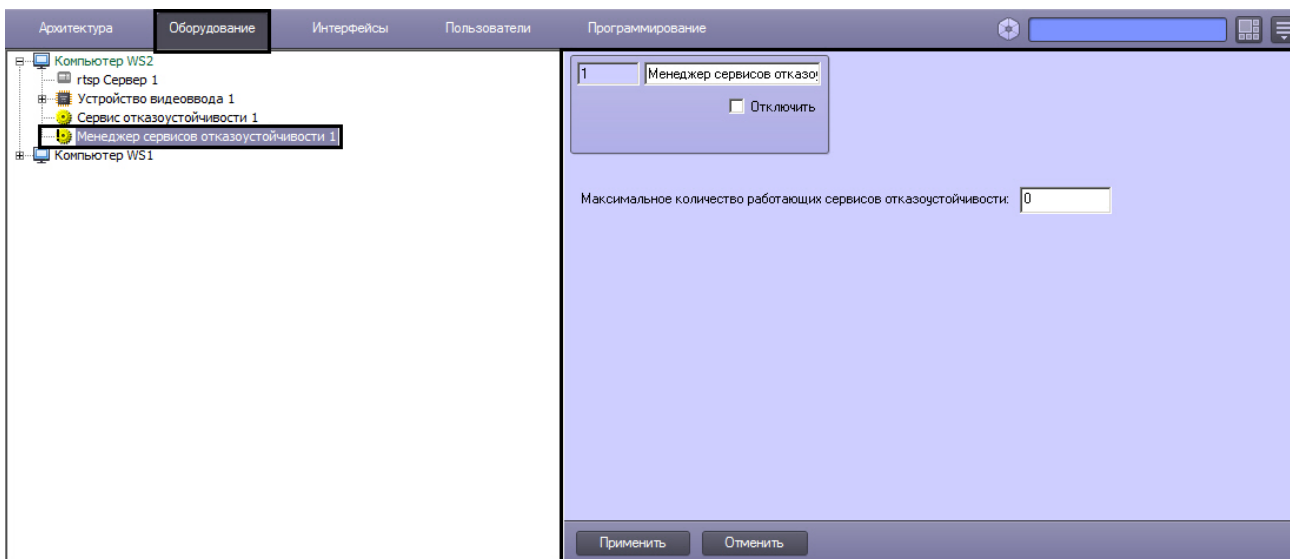 Архитектура Оборудование Интерфейсы Пользователи Программирование
Компьютер WS2
rtsp Сервер 1
Устройство видеоввода 1
Сервис отказоустойчивости 1
Менеджер сервисов отказоустойчивости 1
Компьютер WS1
1 Менеджер сервисов отказоу
Отключить
Максимальное количество работающих сервисов отказоустойчивости: 0
Применить Отменить